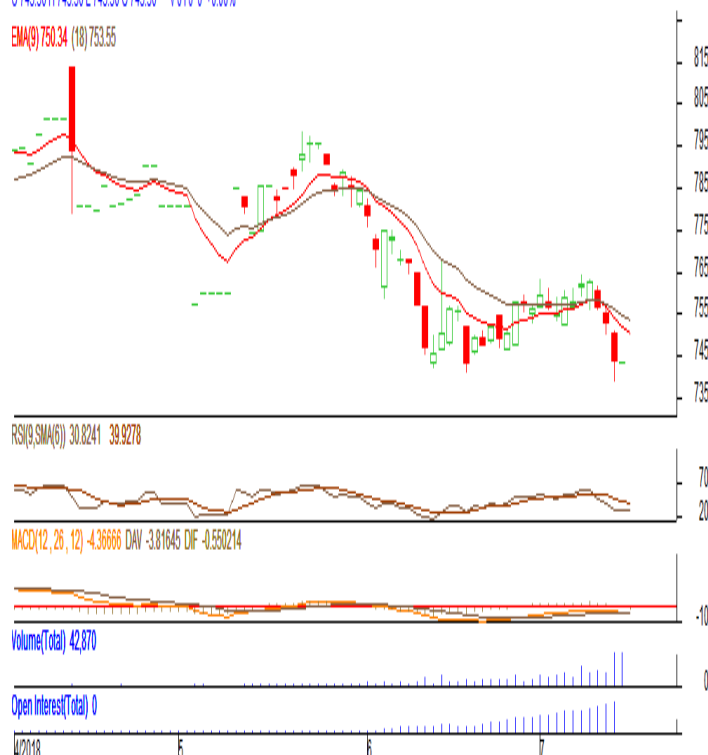 EMA(9) 750.34 (18) 753.55
815
805
795
785
775
765
755
745
735
RSI(9,SMA(6)) 30.8241 39.9278
70
20
MACD(12 , 26 , 12) -4.36666 DAV -3.81645 DIF -0.550214
-10
Volume(Total) 42,870
0
Open Interest(Total) 0
4/2018 5 6 7